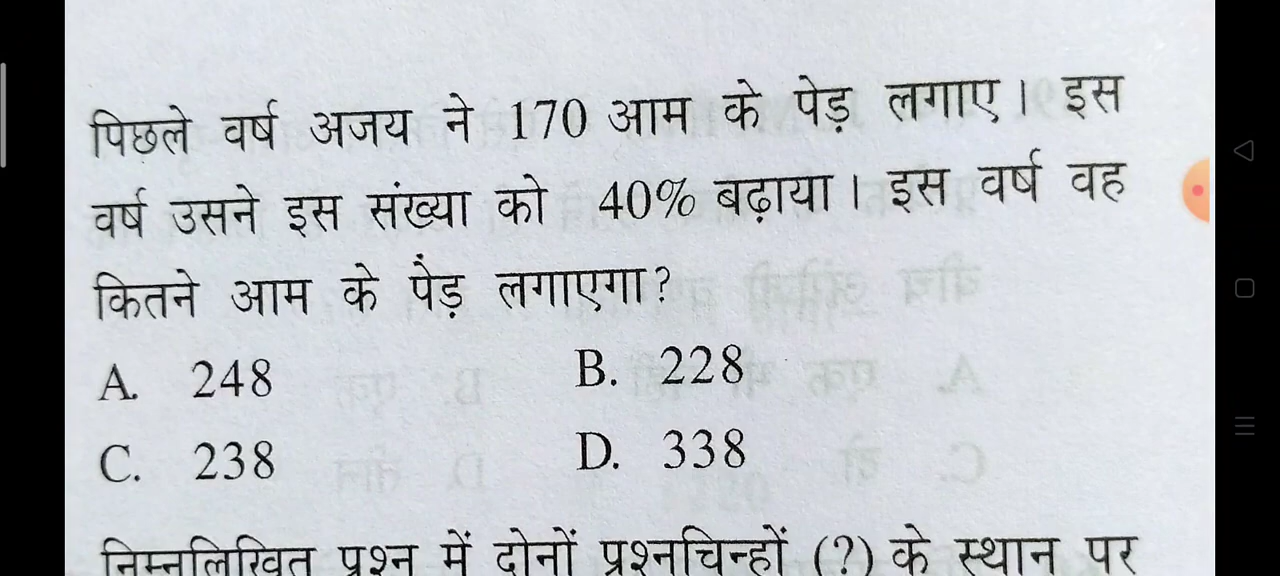 पिछले वर्ष अजय ने 170 आम के पेड़ लगाए। इस
वर्ष उसने इस संख्या को 40% बढ़ाया। इस वर्ष वह
कितने आम के पेंड़ लगाएगा?
A. 248 B. 228
C. 238 D. 338
निम्नलिखित प्रश्न में दोनों प्रश्नचिन्हों (?) के स्थान पर